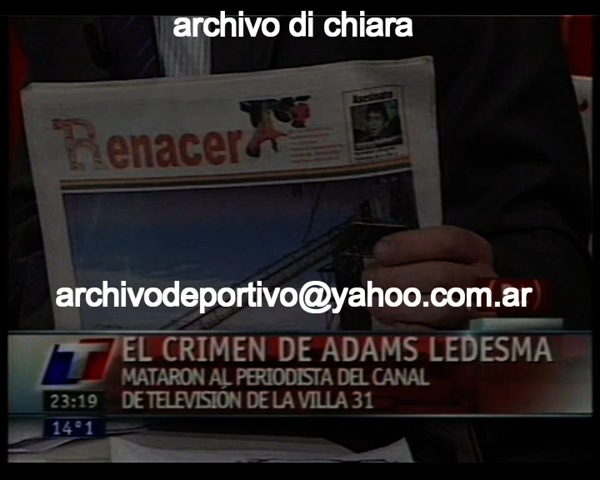 archivo di chiara
Renacer
Asesinato
archivodeportivo@yahoo.com.ar
EL CRIMEN DE ADAMS LEDESMA
MATARON AL PERIODISTA DEL CANAL
DE TELEVISIÓN DE LA VILLA 31
23:19
14°1